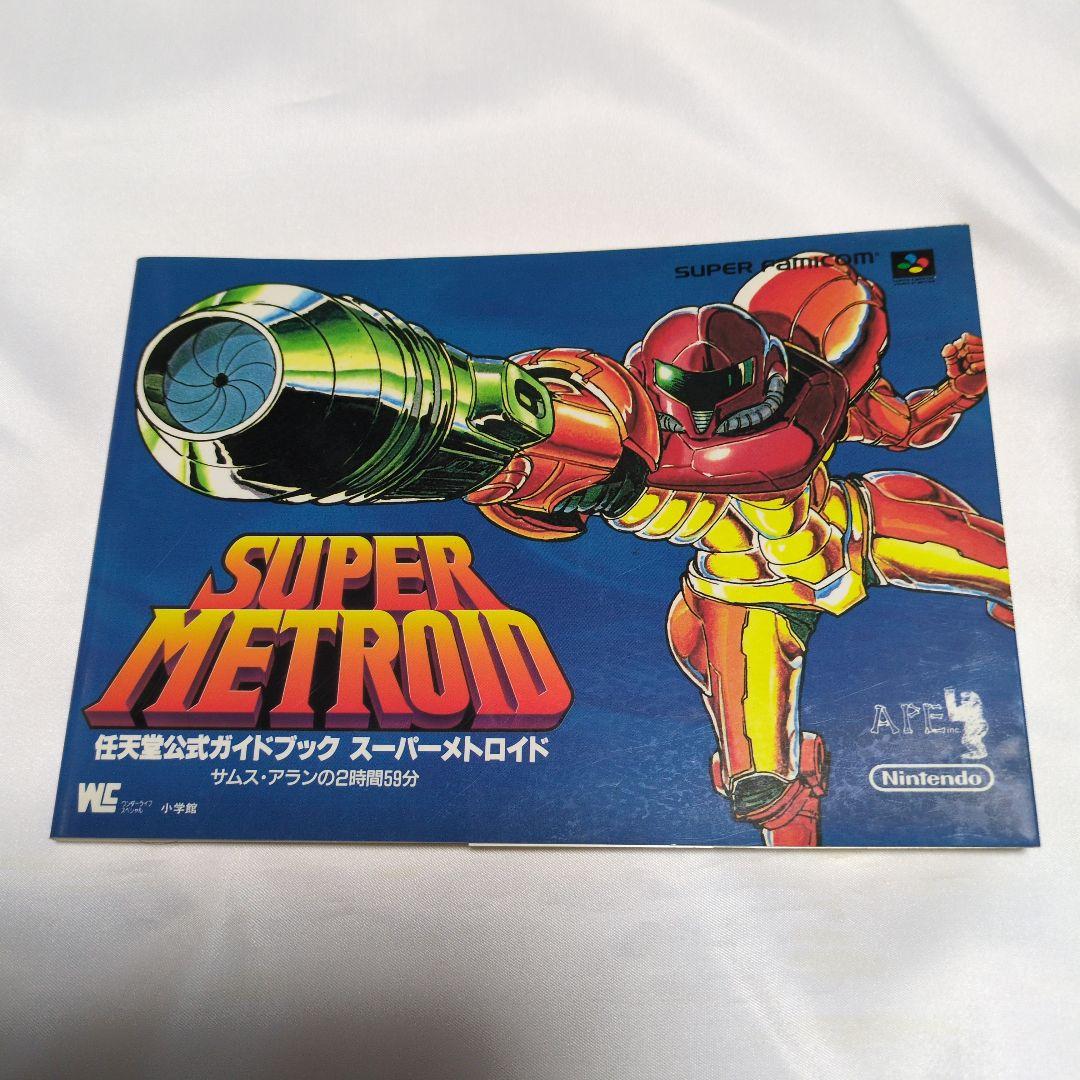 SUPER FAMICOM
SUPER
METROID
任天堂公式ガイドブック スーパーメトロイド
サムス・アランの2時間59分
WL ワンダーライフ
スペシャル 小学館
APE inc.
Nintendo